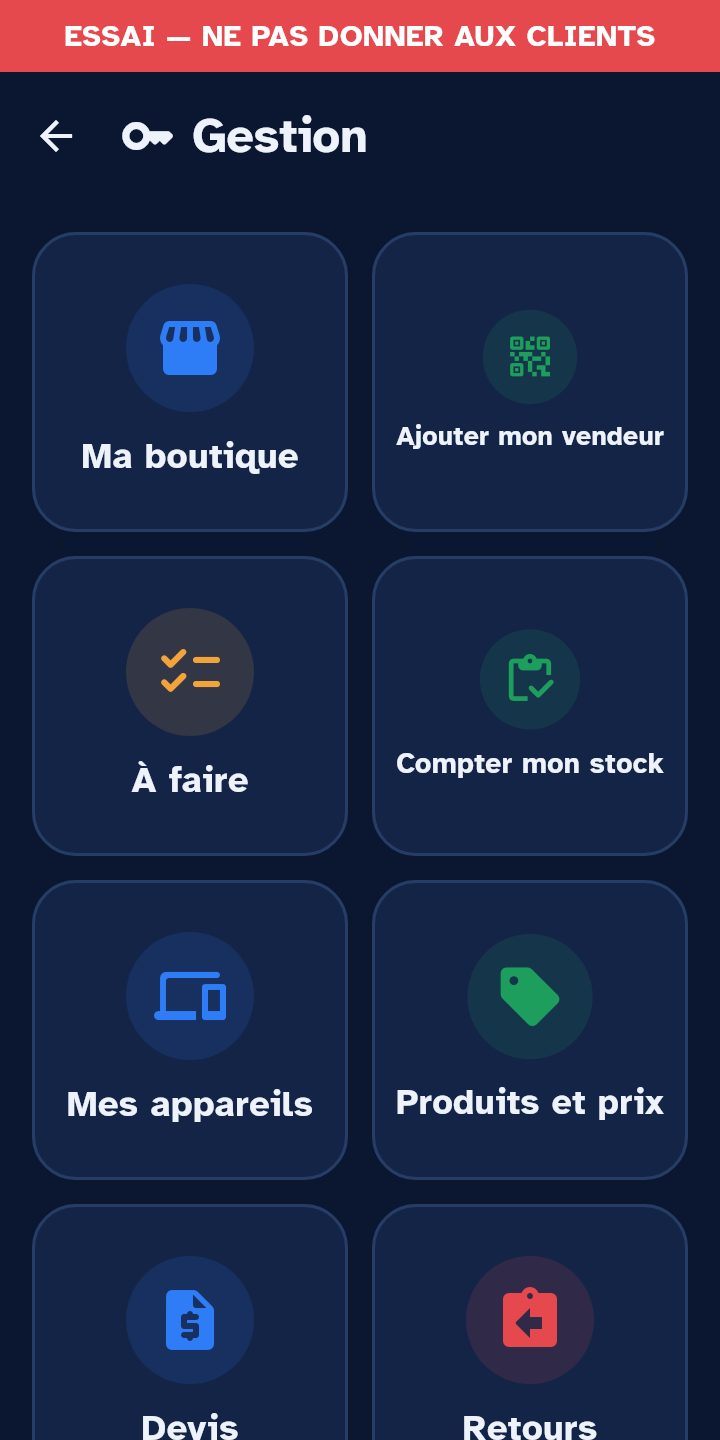 ESSAI — NE PAS DONNER AUX CLIENTS
Gestion
Ma boutique
Ajouter mon vendeur
À faire
Compter mon stock
Mes appareils
Produits et prix
Devis
Retours